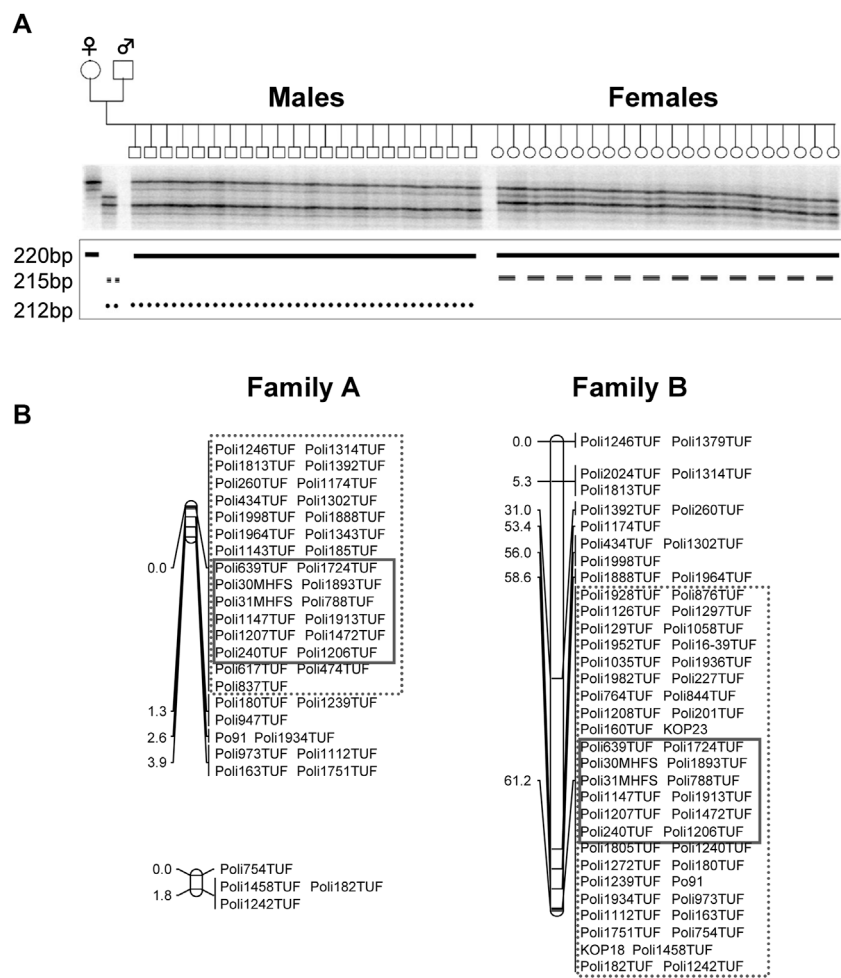 A
♀ ♂
Males Females
220bp
215bp
212bp
B
Family A
Poli1246TUF Poli1314TUF
Poli1813TUF Poli1392TUF
Poli260TUF Poli1174TUF
Poli434TUF Poli1302TUF
Poli1998TUF Poli1888TUF
Poli1964TUF Poli1343TUF
Poli1143TUF Poli185TUF
0.0 Poli639TUF Poli1724TUF
Poli30MHFS Poli1893TUF
Poli31MHFS Poli788TUF
Poli1147TUF Poli1913TUF
Poli1207TUF Poli1472TUF
Poli240TUF Poli1206TUF
Poli617TUF Poli474TUF
Poli837TUF
1.3 Poli180TUF Poli1239TUF
Poli947TUF
2.6 Po91 Poli1934TUF
3.9 Poli973TUF Poli1112TUF
Poli163TUF Poli1751TUF
0.0 Poli754TUF
1.8 Poli1458TUF Poli182TUF
Poli1242TUF
Family B
0.0 Poli1246TUF Poli1379TUF
5.3 Poli2024TUF Poli1314TUF
Poli1813TUF
31.0 Poli1392TUF Poli260TUF
53.4 Poli1174TUF
56.0 Poli434TUF Poli1302TUF
Poli1998TUF
58.6 Poli1888TUF Poli1964TUF
Poli1928TUF Poli876TUF
Poli1126TUF Poli1297TUF
Poli129TUF Poli1058TUF
Poli1952TUF Poli16-39TUF
Poli1035TUF Poli1936TUF
Poli1982TUF Poli227TUF
Poli764TUF Poli844TUF
Poli1208TUF Poli201TUF
Poli160TUF KOP23
Poli639TUF Poli1724TUF
Poli30MHFS Poli1893TUF
61.2 Poli31MHFS Poli788TUF
Poli1147TUF Poli1913TUF
Poli1207TUF Poli1472TUF
Poli240TUF Poli1206TUF
Poli1805TUF Poli1240TUF
Poli1272TUF Poli180TUF
Poli1239TUF Po91
Poli1934TUF Poli973TUF
Poli1112TUF Poli163TUF
Poli1751TUF Poli754TUF
KOP18 Poli1458TUF
Poli182TUF Poli1242TUF